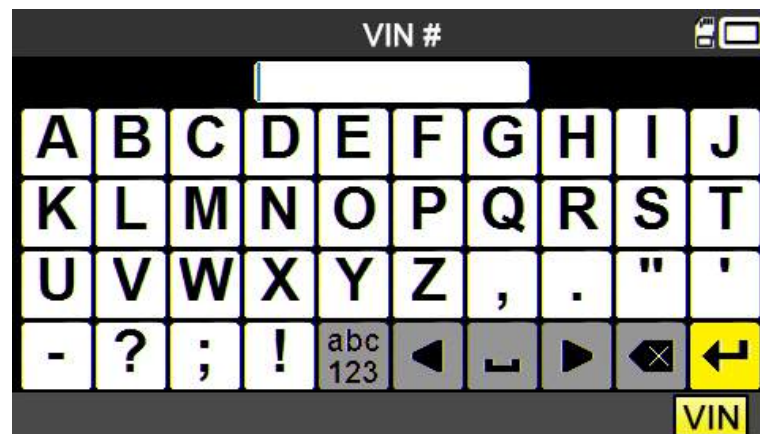 VIN #
A B C D E F G H I J
K L M N O P Q R S T
U V W X Y Z , . " '
- ? ; ! abc
123
VIN